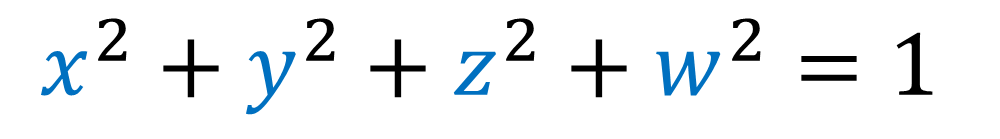 x² + y² + z² + w² = 1